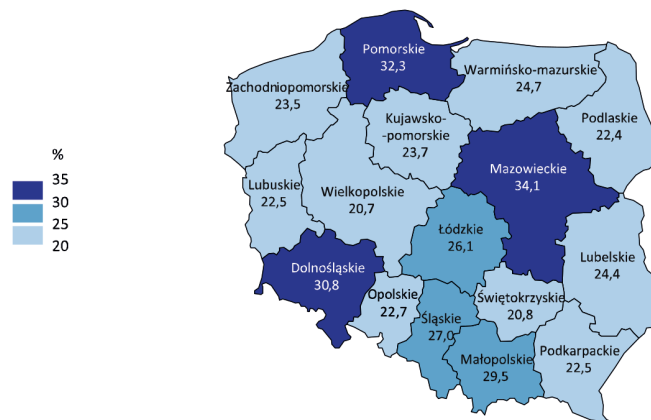 Pomorskie
32,3
Warmińsko-mazurskie
24,7
Zachodniopomorskie
23,5
Podlaskie
22,4
Kujawsko-
-pomorskie
23,7
%
35
30
25
20
Mazowieckie
34,1
Lubuskie
22,5
Wielkopolskie
20,7
Łódzkie
26,1
Lubelskie
24,4
Dolnośląskie
30,8
Opolskie
22,7
Świętokrzyskie
20,8
Śląskie
27,0
Małopolskie
29,5
Podkarpackie
22,5